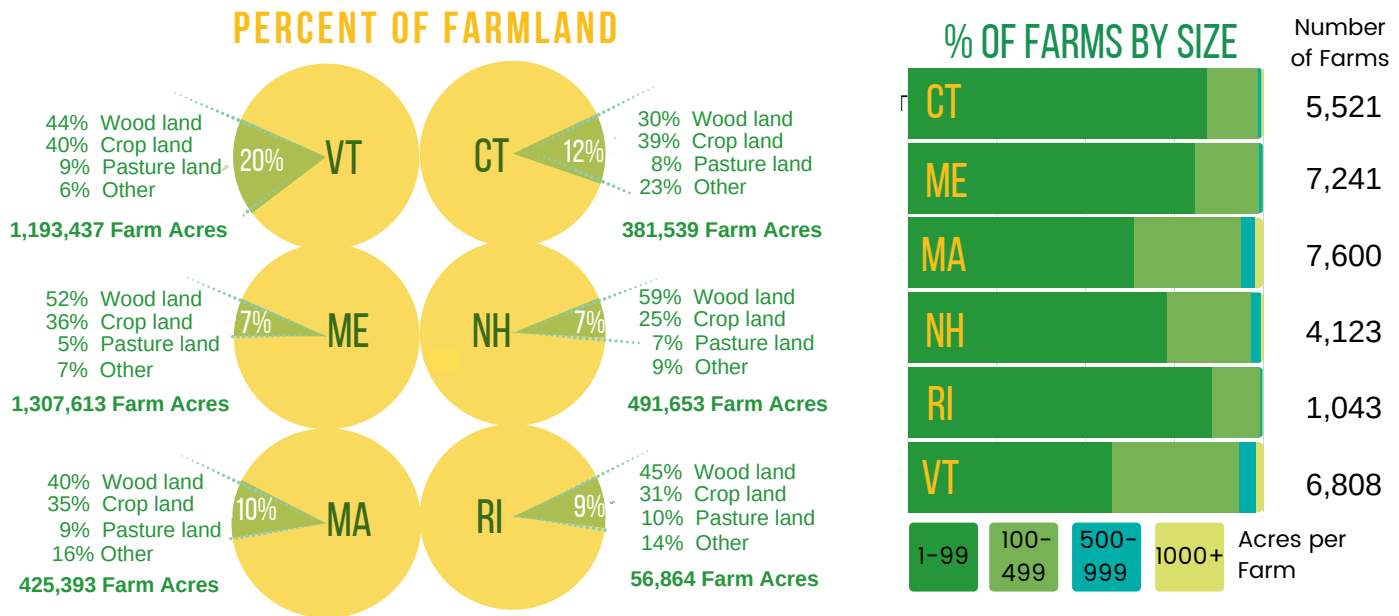 PERCENT OF FARMLAND
44% Wood land
40% Crop land
9% Pasture land
6% Other
20%
VT
1,193,437 Farm Acres
CT
12%
30% Wood land
39% Crop land
8% Pasture land
23% Other
381,539 Farm Acres
52% Wood land
36% Crop land
5% Pasture land
7% Other
7%
ME
1,307,613 Farm Acres
NH
7%
59% Wood land
25% Crop land
7% Pasture land
9% Other
491,653 Farm Acres
40% Wood land
35% Crop land
9% Pasture land
16% Other
10%
MA
425,393 Farm Acres
RI
9%
45% Wood land
31% Crop land
10% Pasture land
14% Other
56,864 Farm Acres
% OF FARMS BY SIZE
Number
of Farms
CT 5,521
ME 7,241
MA 7,600
NH 4,123
RI 1,043
VT 6,808
1-99
100-
499
500-
999
1000+
Acres per
Farm